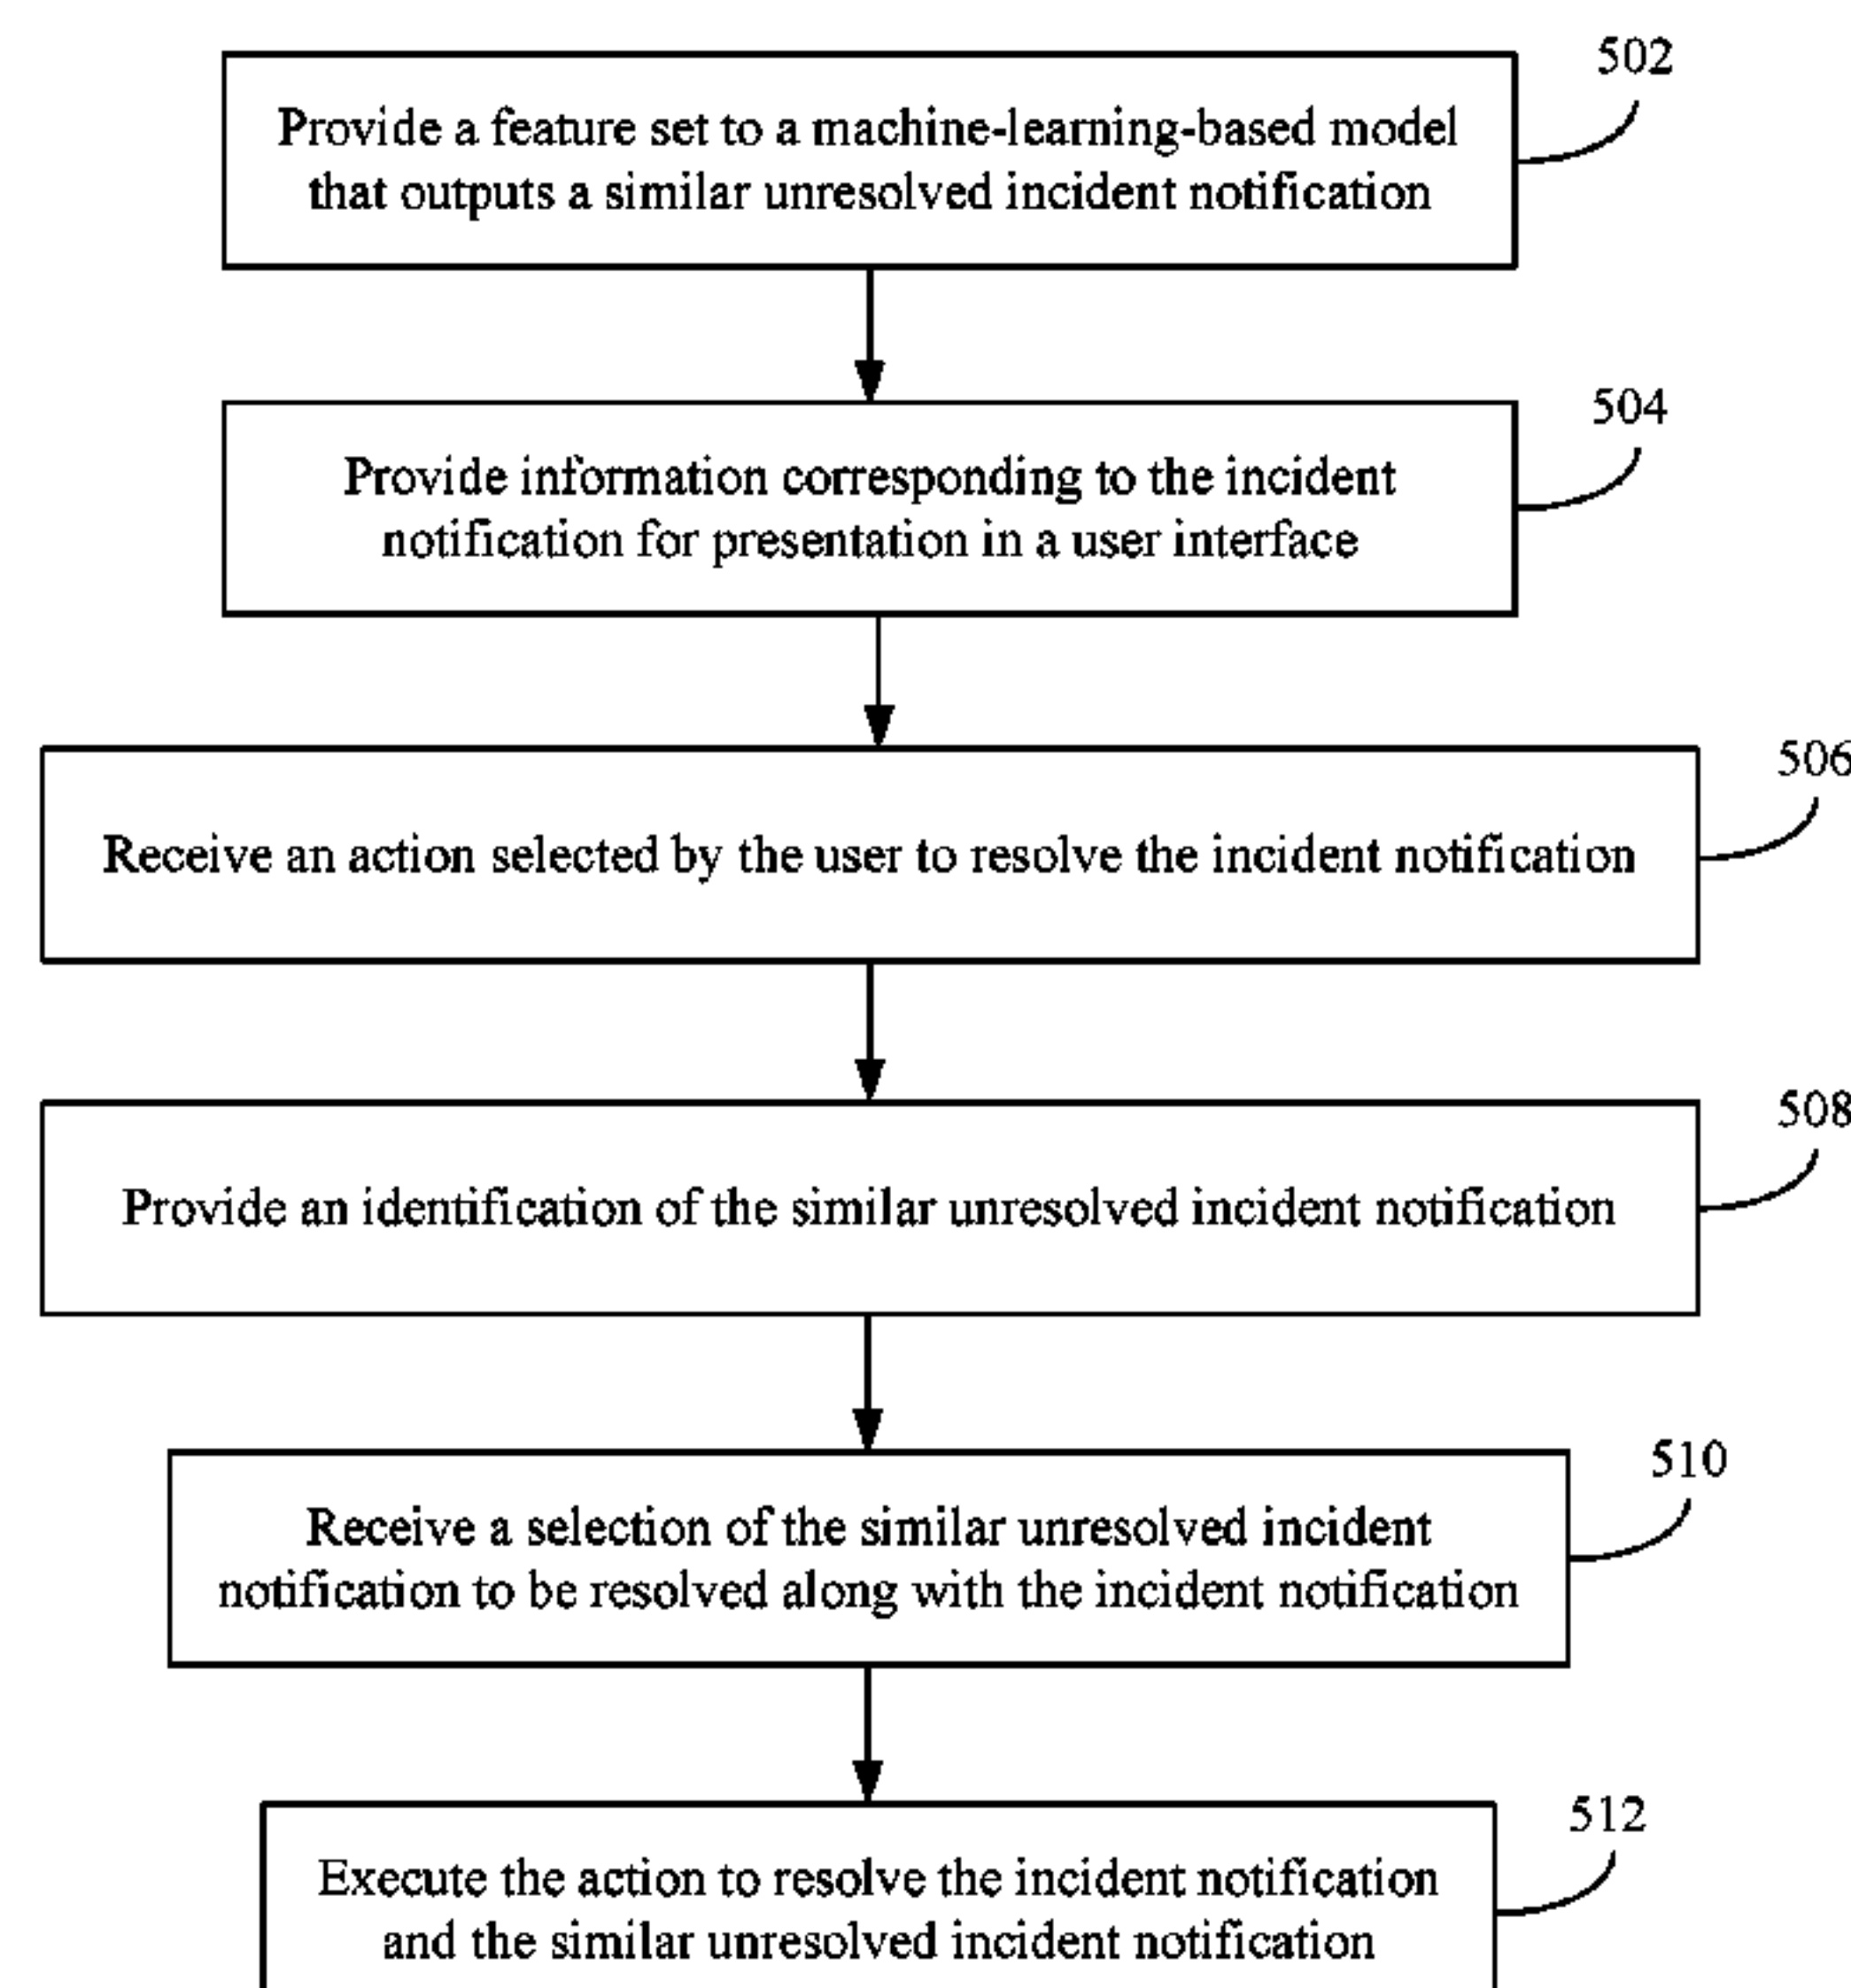 502
Provide a feature set to a machine-learning-based model
that outputs a similar unresolved incident notification
504
Provide information corresponding to the incident
notification for presentation in a user interface
506
Receive an action selected by the user to resolve the incident notification
508
Provide an identification of the similar unresolved incident notification
510
Receive a selection of the similar unresolved incident
notification to be resolved along with the incident notification
512
Execute the action to resolve the incident notification
and the similar unresolved incident notification